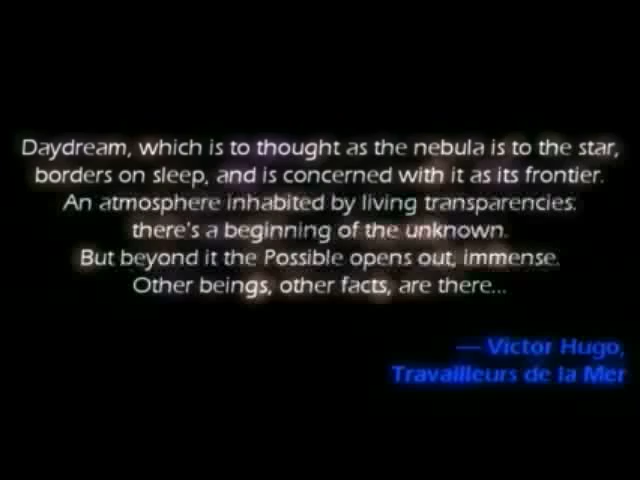 Daydream, which is to thought as the nebula is to the star,
borders on sleep, and is concerned with it as its frontier.
An atmosphere inhabited by living transparencies:
there's a beginning of the unknown.
But beyond it the Possible opens out, immense.
Other beings, other facts, are there...
— Victor Hugo,
Travailleurs de la Mer